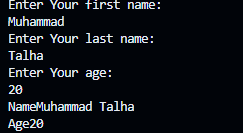 Enter Your first name:
Muhammad
Enter Your last name:
Talha
Enter Your age:
20
NameMuhammad Talha
Age20